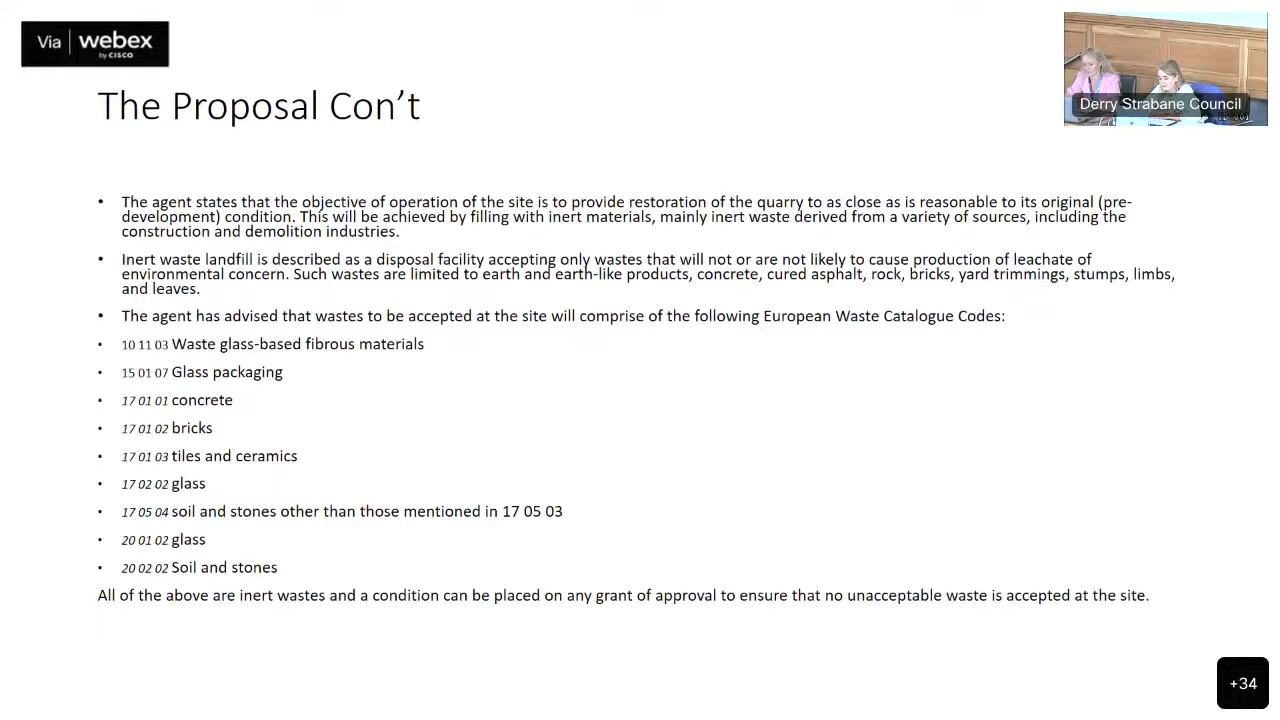 Via webex
by CISCO
Derry Strabane Council
The Proposal Con’t
• The agent states that the objective of operation of the site is to provide restoration of the quarry to as close as is reasonable to its original (pre-
development) condition. This will be achieved by filling with inert materials, mainly inert waste derived from a variety of sources, including the
construction and demolition industries.
• Inert waste landfill is described as a disposal facility accepting only wastes that will not or are not likely to cause production of leachate of
environmental concern. Such wastes are limited to earth and earth-like products, concrete, cured asphalt, rock, bricks, yard trimmings, stumps, limbs,
and leaves.
• The agent has advised that wastes to be accepted at the site will comprise of the following European Waste Catalogue Codes:
• 10 11 03 Waste glass-based fibrous materials
• 15 01 07 Glass packaging
• 17 01 01 concrete
• 17 01 02 bricks
• 17 01 03 tiles and ceramics
• 17 02 02 glass
• 17 05 04 soil and stones other than those mentioned in 17 05 03
• 20 01 02 glass
• 20 02 02 Soil and stones
All of the above are inert wastes and a condition can be placed on any grant of approval to ensure that no unacceptable waste is accepted at the site.
+34